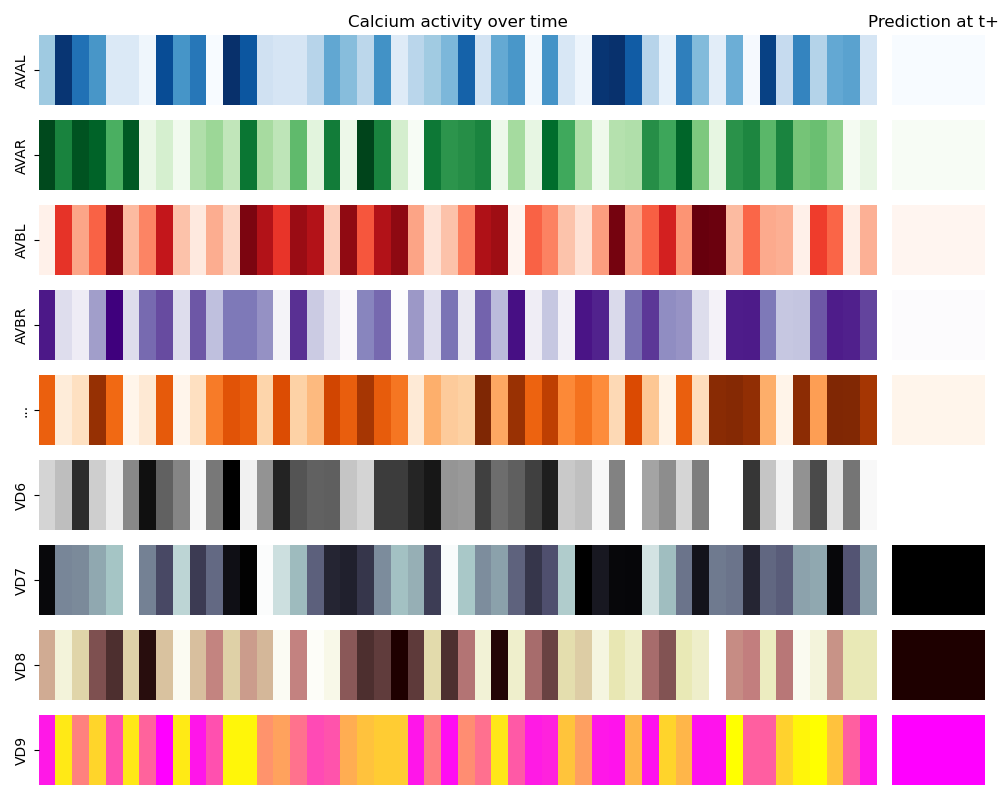 Calcium activity over time
Prediction at t+
AVAL
AVAR
AVBL
AVBR
...
VD6
VD7
VD8
VD9